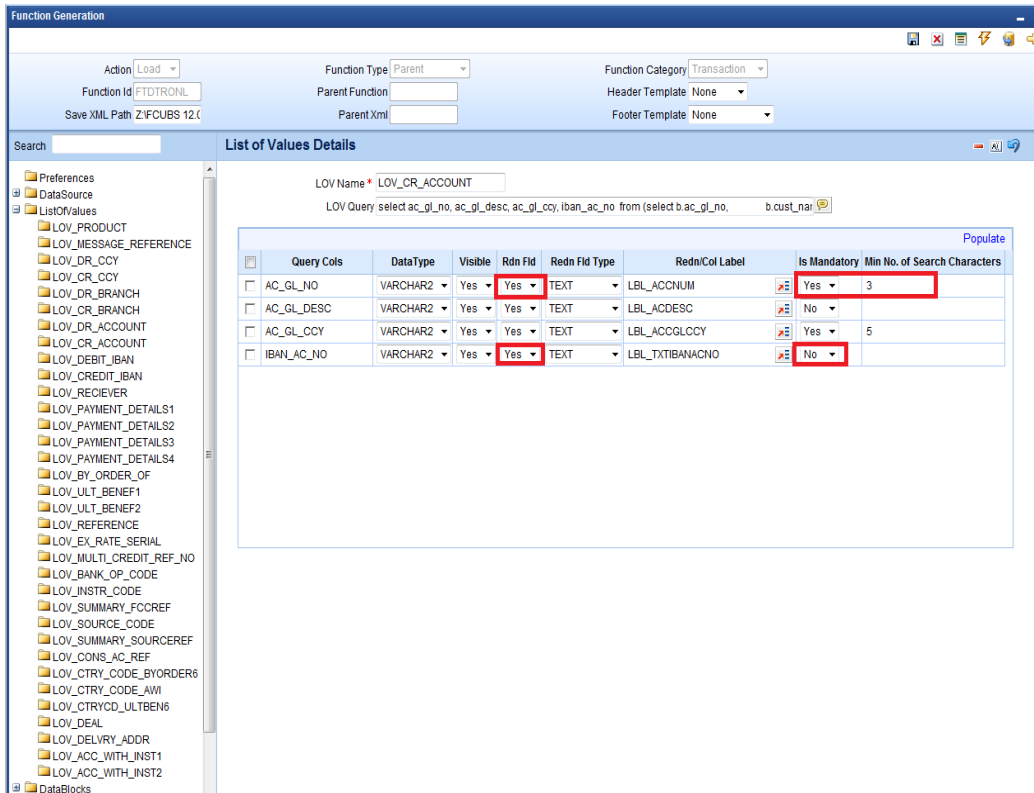 Function Generation
Action Load Function Type Parent Function Category Transaction
Function Id FTDTRONL Parent Function Header Template None
Save XML Path Z:\FCUBS 12.0 Parent Xml Footer Template None
Search List of Values Details
Preferences
DataSource
ListOfValues
LOV_PRODUCT
LOV_MESSAGE_REFERENCE
LOV_DR_CCY
LOV_CR_CCY
LOV_DR_BRANCH
LOV_CR_BRANCH
LOV_DR_ACCOUNT
LOV_CR_ACCOUNT
LOV_DEBIT_IBAN
LOV_CREDIT_IBAN
LOV_RECIEVER
LOV_PAYMENT_DETAILS1
LOV_PAYMENT_DETAILS2
LOV_PAYMENT_DETAILS3
LOV_PAYMENT_DETAILS4
LOV_BY_ORDER_OF
LOV_ULT_BENEF1
LOV_ULT_BENEF2
LOV_REFERENCE
LOV_EX_RATE_SERIAL
LOV_MULTI_CREDIT_REF_NO
LOV_BANK_OP_CODE
LOV_INSTR_CODE
LOV_SUMMARY_FCCREF
LOV_SOURCE_CODE
LOV_SUMMARY_SOURCEREF
LOV_CONS_AC_REF
LOV_CTRY_CODE_BYORDER6
LOV_CTRY_CODE_AWI
LOV_CTRYCD_ULTBEN6
LOV_DEAL
LOV_DELVRY_ADDR
LOV_ACC_WITH_INST1
LOV_ACC_WITH_INST2
DataBlocks
LOV Name * LOV_CR_ACCOUNT
LOV Query select ac_gl_no, ac_gl_desc, ac_gl_ccy, iban_ac_no from (select b.ac_gl_no, b.cust_nar
Populate
Query Cols DataType Visible Rdn Fld Redn Fld Type Redn/Col Label Is Mandatory Min No. of Search Characters
AC_GL_NO VARCHAR2 Yes Yes TEXT LBL_ACCNUM Yes 3
AC_GL_DESC VARCHAR2 Yes Yes TEXT LBL_ACDESC No
AC_GL_CCY VARCHAR2 Yes Yes TEXT LBL_ACCGLCCY Yes 5
IBAN_AC_NO VARCHAR2 Yes Yes TEXT LBL_TXTIBANACNO No